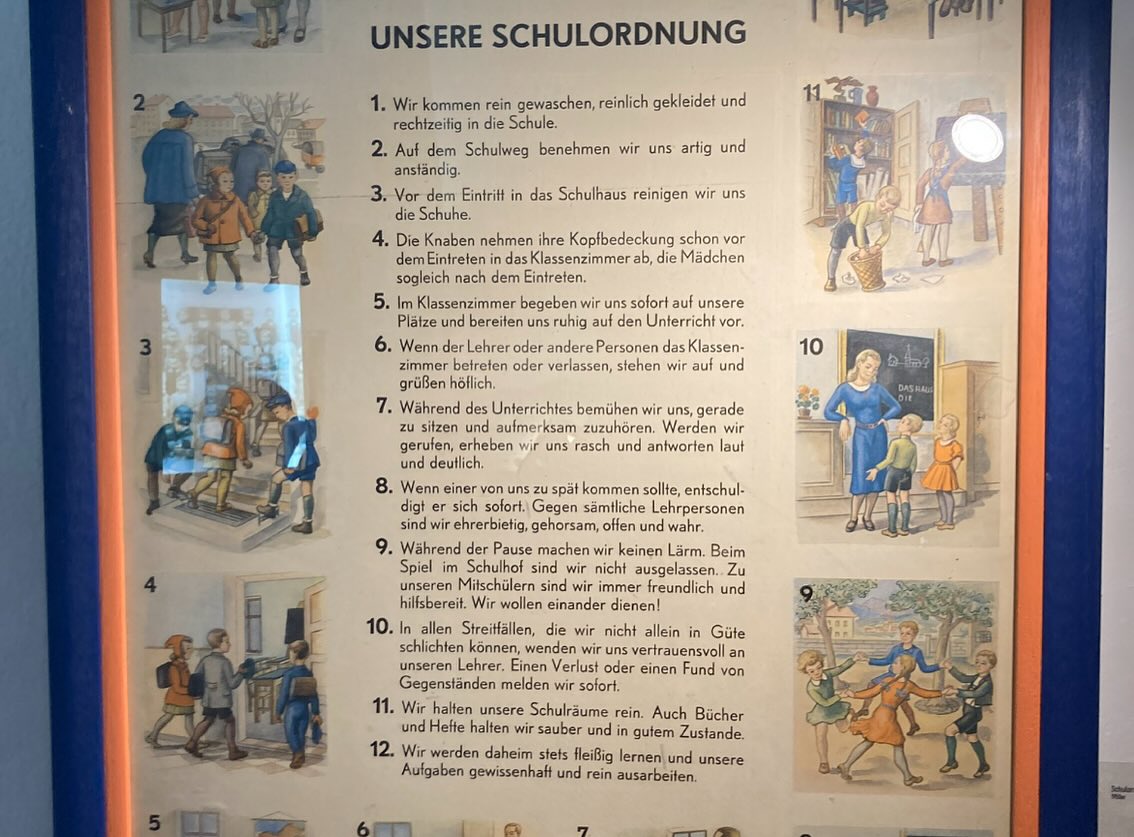 UNSERE SCHULORDNUNG
1. Wir kommen rein gewaschen, reinlich gekleidet und
rechtzeitig in die Schule.
2. Auf dem Schulweg benehmen wir uns artig und
anständig.
3. Vor dem Eintritt in das Schulhaus reinigen wir uns
die Schuhe.
4. Die Knaben nehmen ihre Kopfbedeckung schon vor
dem Eintreten in das Klassenzimmer ab, die Mädchen
sogleich nach dem Eintreten.
5. Im Klassenzimmer begeben wir uns sofort auf unsere
Plätze und bereiten uns ruhig auf den Unterricht vor.
6. Wenn der Lehrer oder andere Personen das Klassen-
zimmer betreten oder verlassen, stehen wir auf und
grüßen höflich.
7. Während des Unterrichtes bemühen wir uns, gerade
zu sitzen und aufmerksam zuzuhören. Werden wir
gerufen, erheben wir uns rasch und antworten laut
und deutlich.
8. Wenn einer von uns zu spät kommen sollte, entschul-
digt er sich sofort. Gegen sämtliche Lehrpersonen
sind wir ehrerbietig, gehorsam, offen und wahr.
9. Während der Pause machen wir keinen Lärm. Beim
Spiel im Schulhof sind wir nicht ausgelassen. Zu
unseren Mitschülern sind wir immer freundlich und
hilfsbereit. Wir wollen einander dienen!
10. In allen Streitfällen, die wir nicht allein in Güte
schlichten können, wenden wir uns vertrauensvoll an
unseren Lehrer. Einen Verlust oder einen Fund von
Gegenständen melden wir sofort.
11. Wir halten unsere Schulräume rein. Auch Bücher
und Hefte halten wir sauber und in gutem Zustande.
12. Wir werden daheim stets fleißig lernen und unsere
Aufgaben gewissenhaft und rein ausarbeiten.
2
3
4
5
6
7
11
10
DAS HAUS
DIE
9